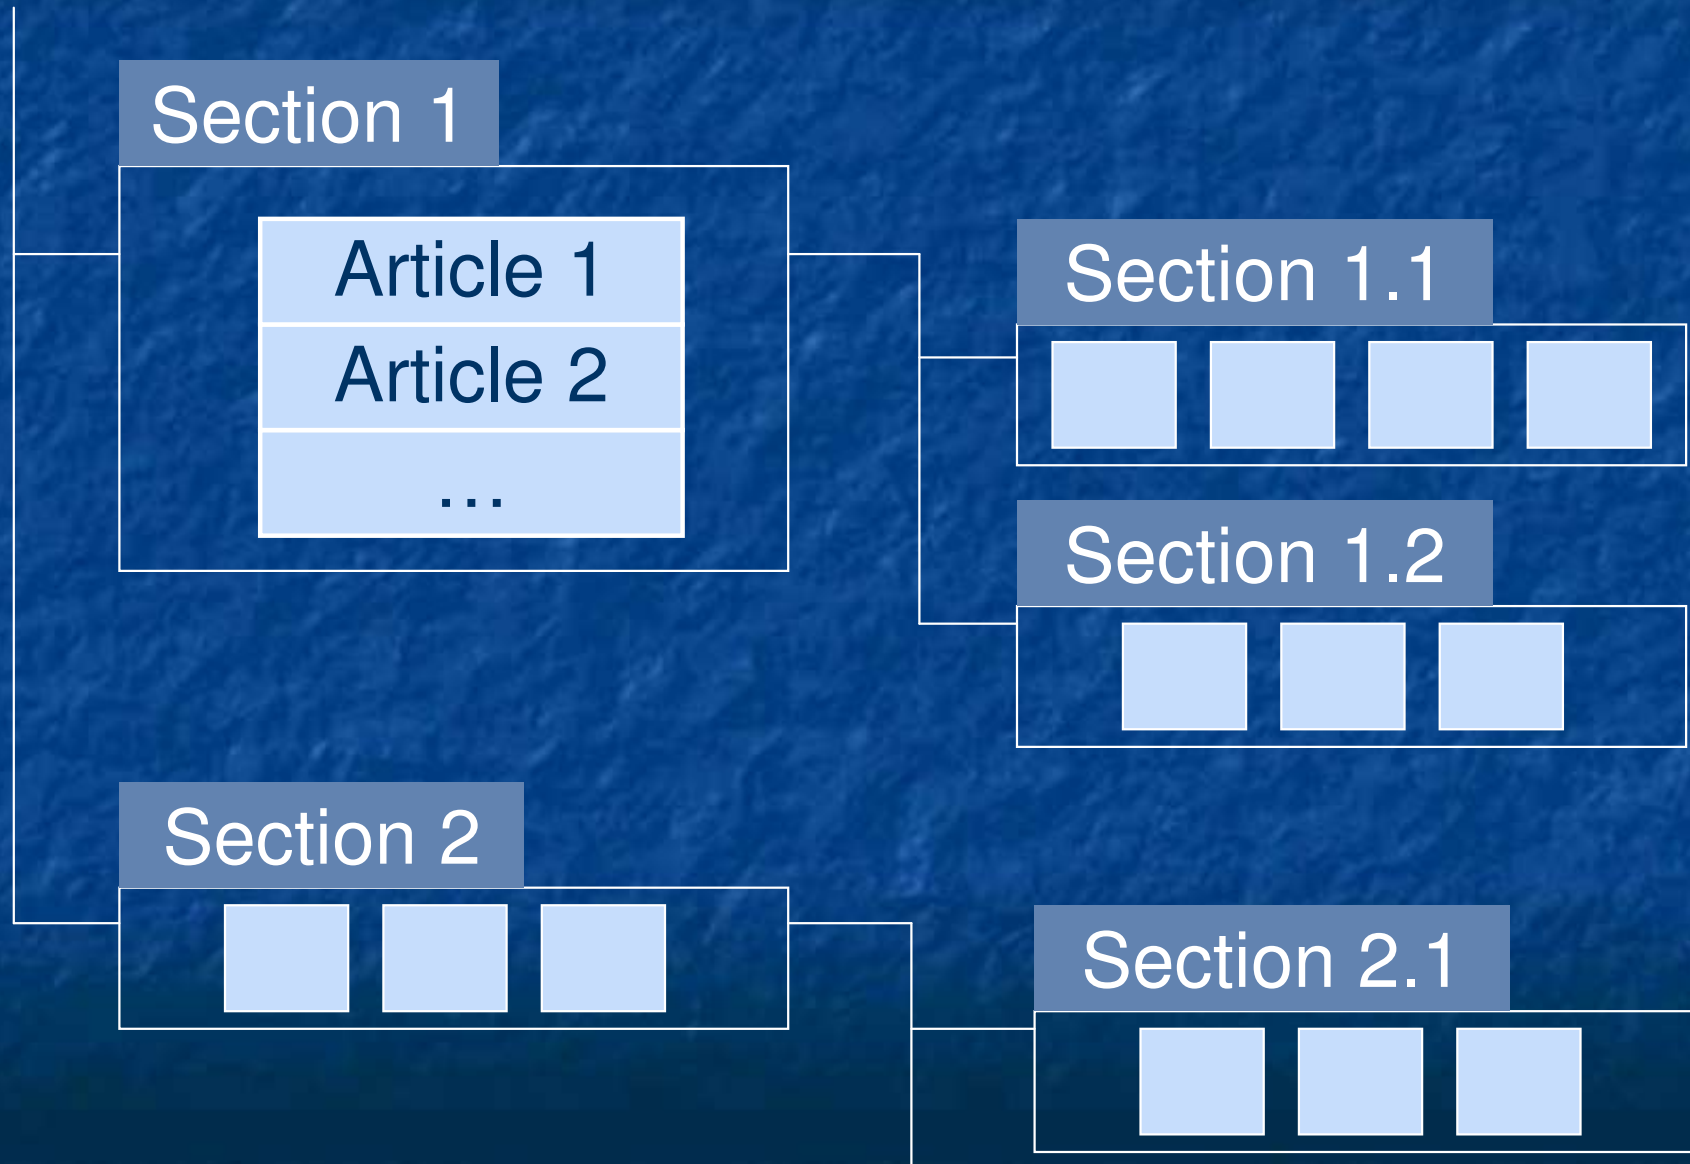 Section 1
Article 1
Article 2
…
Section 1.1
Section 1.2
Section 2
Section 2.1